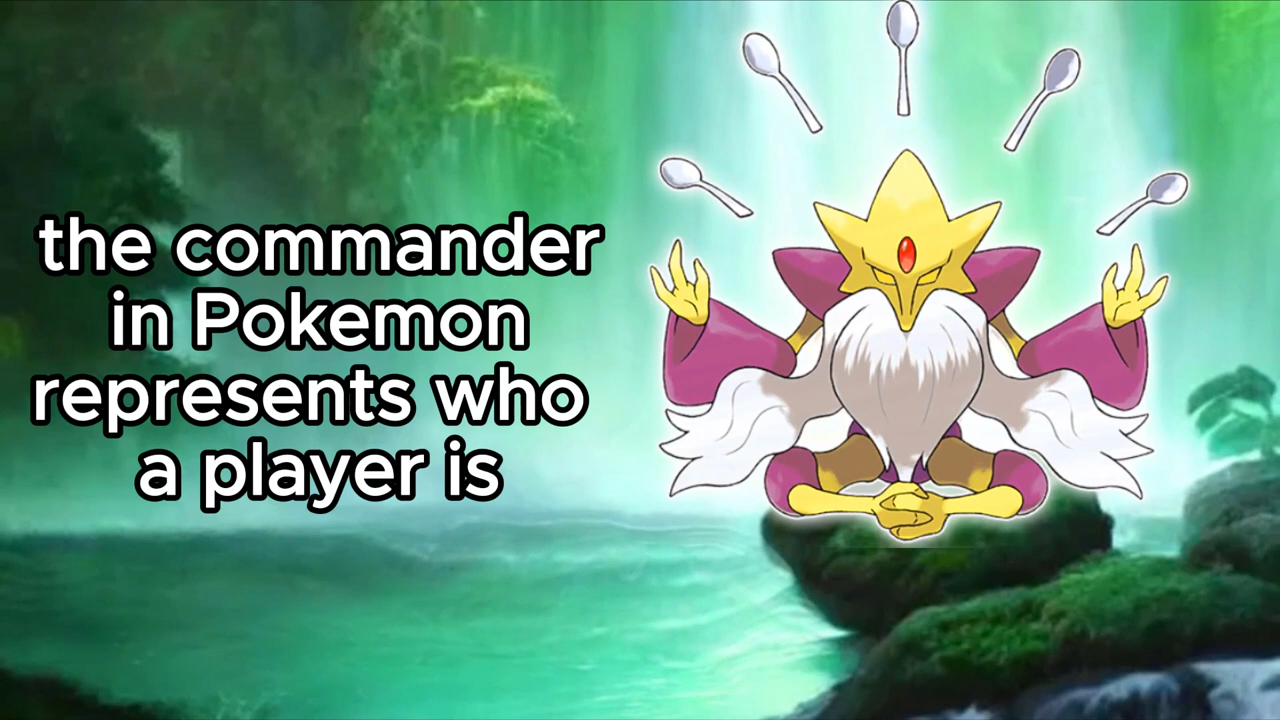 the commander
in Pokemon
represents who
a player is